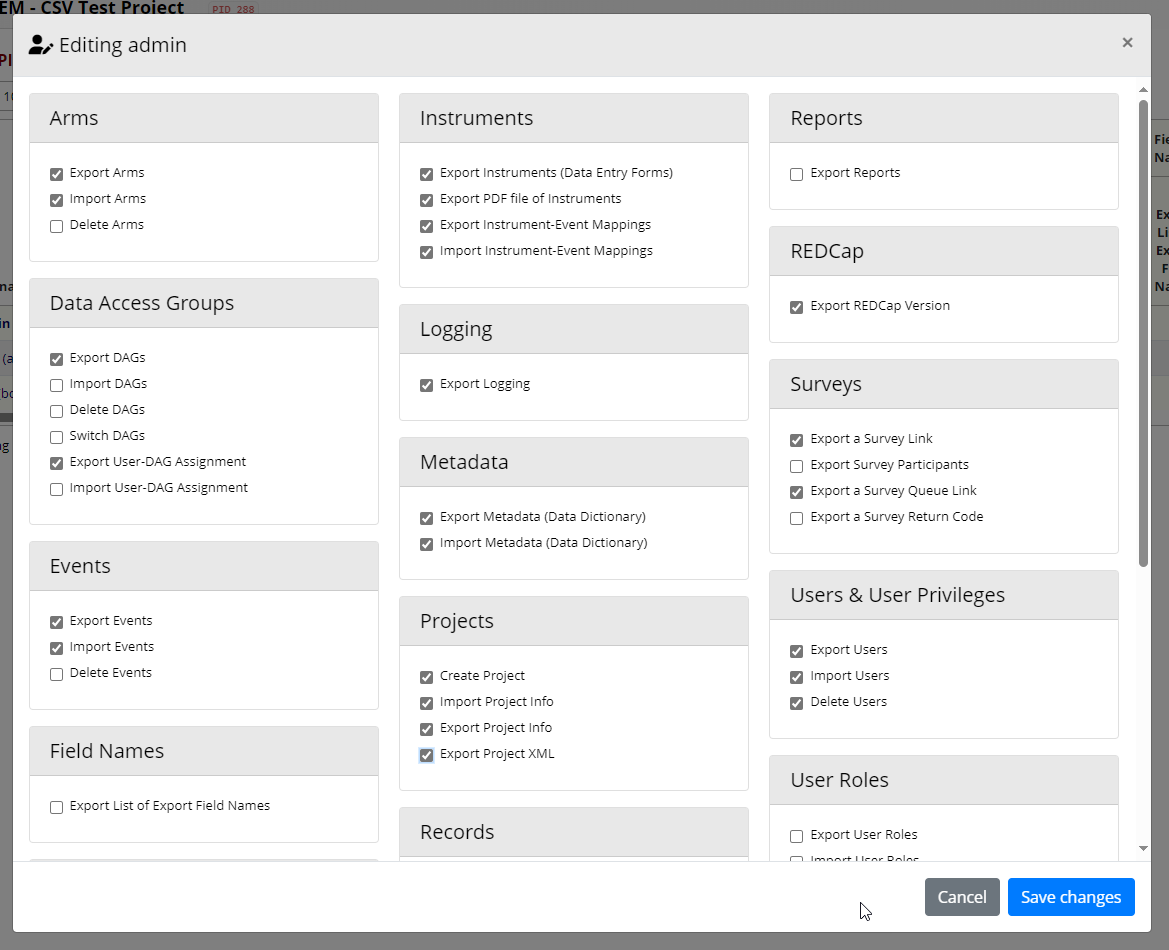 EM - CSV Test Project PID 288
Editing admin
×
Arms
Export Arms
Import Arms
Delete Arms
Data Access Groups
Export DAGs
Import DAGs
Delete DAGs
Switch DAGs
Export User-DAG Assignment
Import User-DAG Assignment
Events
Export Events
Import Events
Delete Events
Field Names
Export List of Export Field Names
Instruments
Export Instruments (Data Entry Forms)
Export PDF file of Instruments
Export Instrument-Event Mappings
Import Instrument-Event Mappings
Logging
Export Logging
Metadata
Export Metadata (Data Dictionary)
Import Metadata (Data Dictionary)
Projects
Create Project
Import Project Info
Export Project Info
Export Project XML
Records
Reports
Export Reports
REDCap
Export REDCap Version
Surveys
Export a Survey Link
Export Survey Participants
Export a Survey Queue Link
Export a Survey Return Code
Users & User Privileges
Export Users
Import Users
Delete Users
User Roles
Export User Roles
Import User Roles
Cancel
Save changes